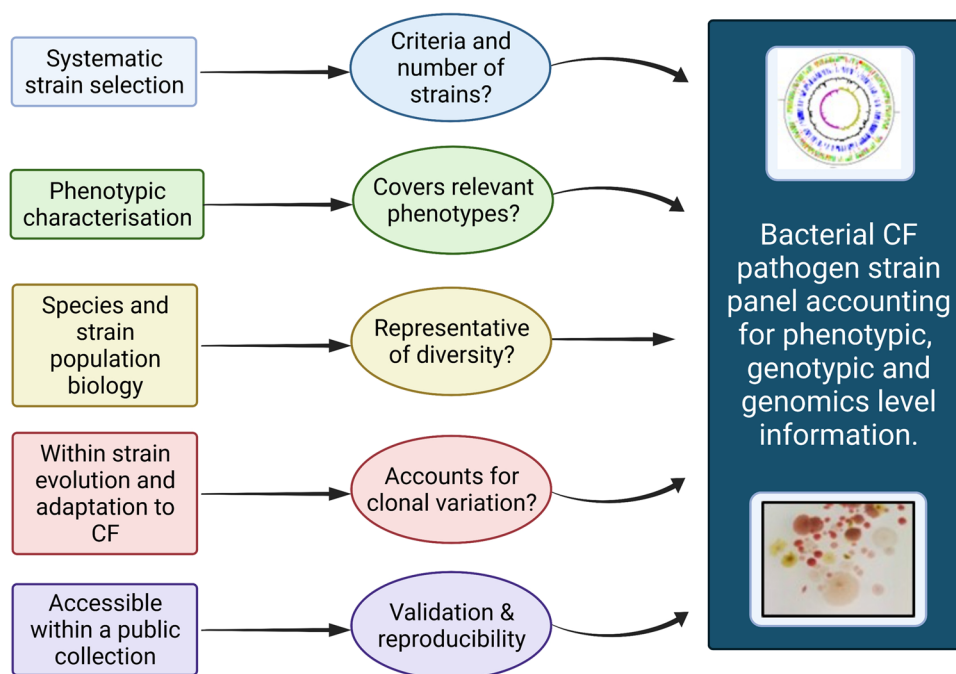 Systematic
strain selection
Criteria and
number of
strains?
Phenotypic
characterisation
Covers relevant
phenotypes?
Species and
strain
population
biology
Representative
of diversity?
Within strain
evolution and
adaptation to
CF
Accounts for
clonal variation?
Accessible
within a public
collection
Validation &
reproducibility
Bacterial CF
pathogen strain
panel accounting
for phenotypic,
genotypic and
genomics level
information.